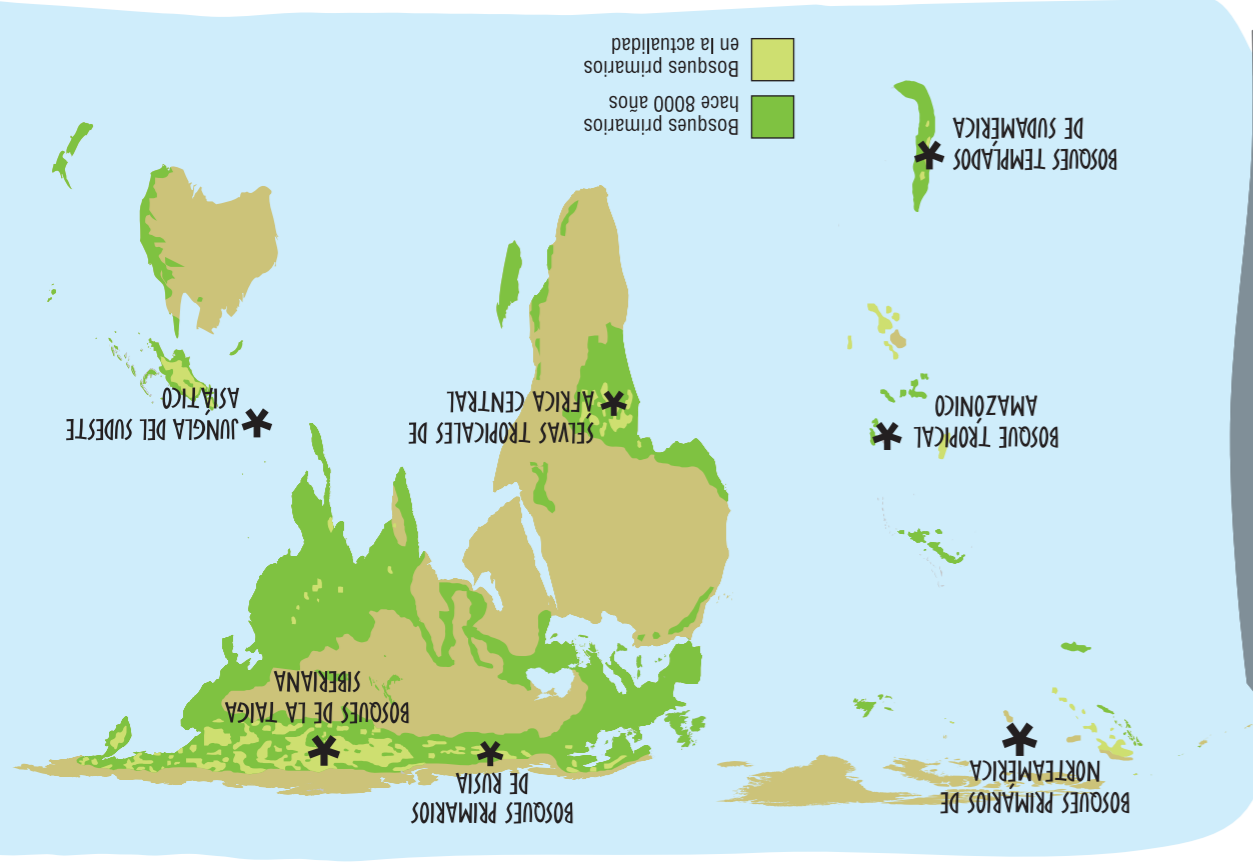 BOSQUES PRIMARIOS DE
NORTEAMÉRICA
BOSQUES PRIMARIOS
DE RUSIA
BOSQUES DE LA TAIGA
SIBERIANA
BOSQUE TROPICAL
AMAZÓNICO
SELVAS TROPICALES DE
ÁFRICA CENTRAL
JUNGLA DEL SUDESTE
ASIÁTICO
BOSQUES TEMPLADOS
DE SUDAMÉRICA
Bosques primarios
hace 8000 años
Bosques primarios
en la actualidad